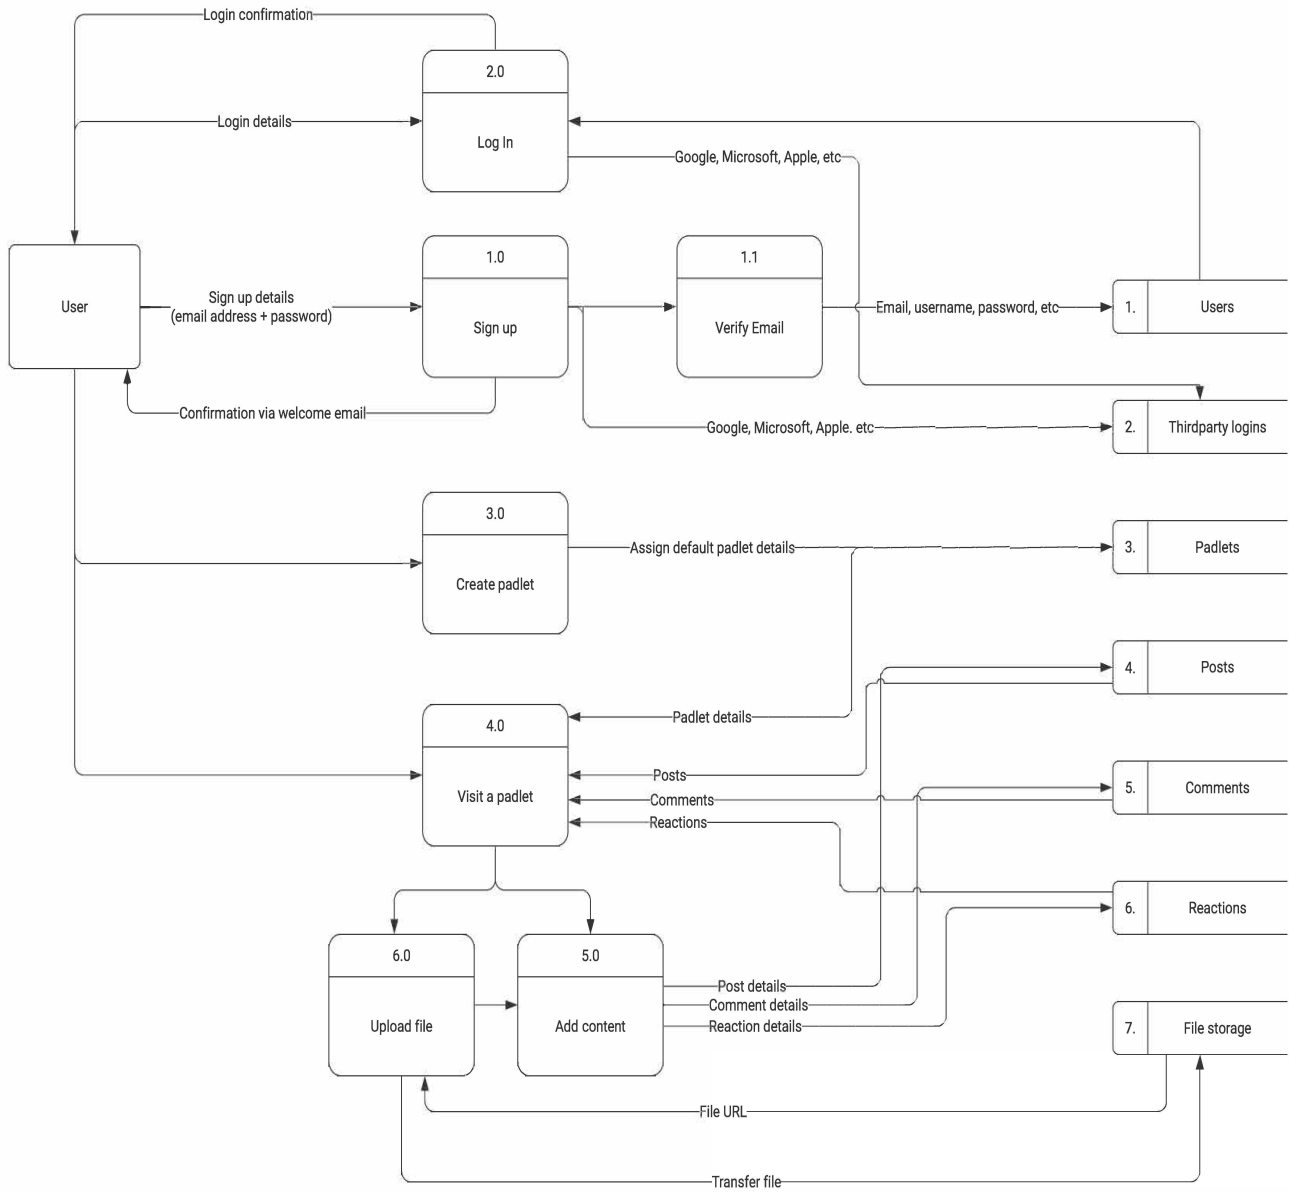 Login confirmation
2.0
Login details
Log In
Google, Microsoft, Apple, etc
1.0
1.1
User
Sign up details
(email address + password)
Sign up
Verify Email
Email, username, password, etc
1.
Users
Confirmation via welcome email
Google, Microsoft, Apple. etc
2.
Thirdparty logins
3.0
Assign default padlet details
3.
Padlets
Create padlet
4.
Posts
4.0
Padlet details
Visit a padlet
Posts
Comments
Reactions
5.
Comments
6.
Reactions
6.0
5.0
Upload file
Add content
Post details
Comment details
Reaction details
7.
File storage
File URL
Transfer file